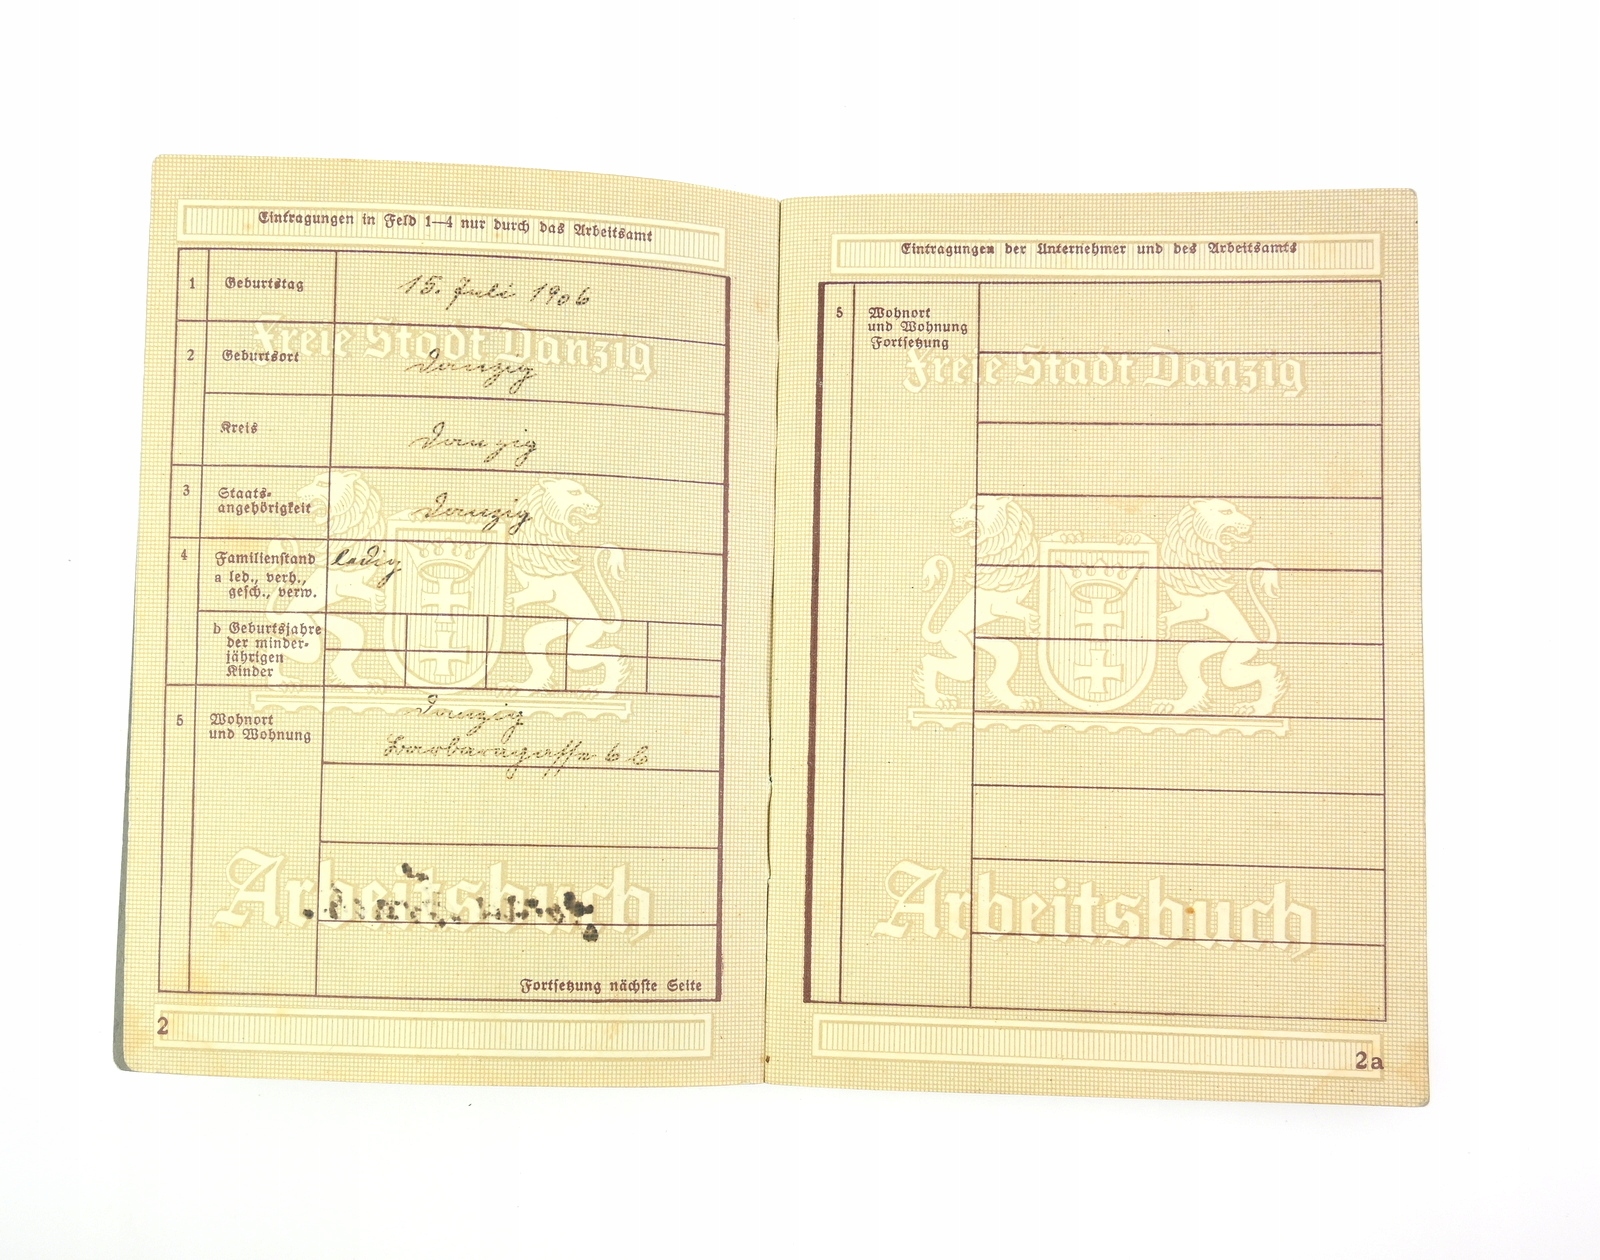 Eintragungen in Feld 1—4 nur durch das Arbeitsamt
1 Geburtstag 15. Juli 1906
Freie Stadt Danzig
2 Geburtsort Danzig
Kreis Danzig
3 Staats-
angehörigkeit Danzig
4 Familienstand ledig
a led., verh.,
gesch., verw.
b Geburtsjahre
der minder-
jährigen
Kinder
5 Wohnort Danzig
und Wohnung Barbaragasse 6 b
Arbeitsbuch
Fortsetzung nächste Seite
2
Eintragungen der Unternehmer und des Arbeitsamts
5 Wohnort
und Wohnung
Fortsetzung
Freie Stadt Danzig
Arbeitsbuch
2a